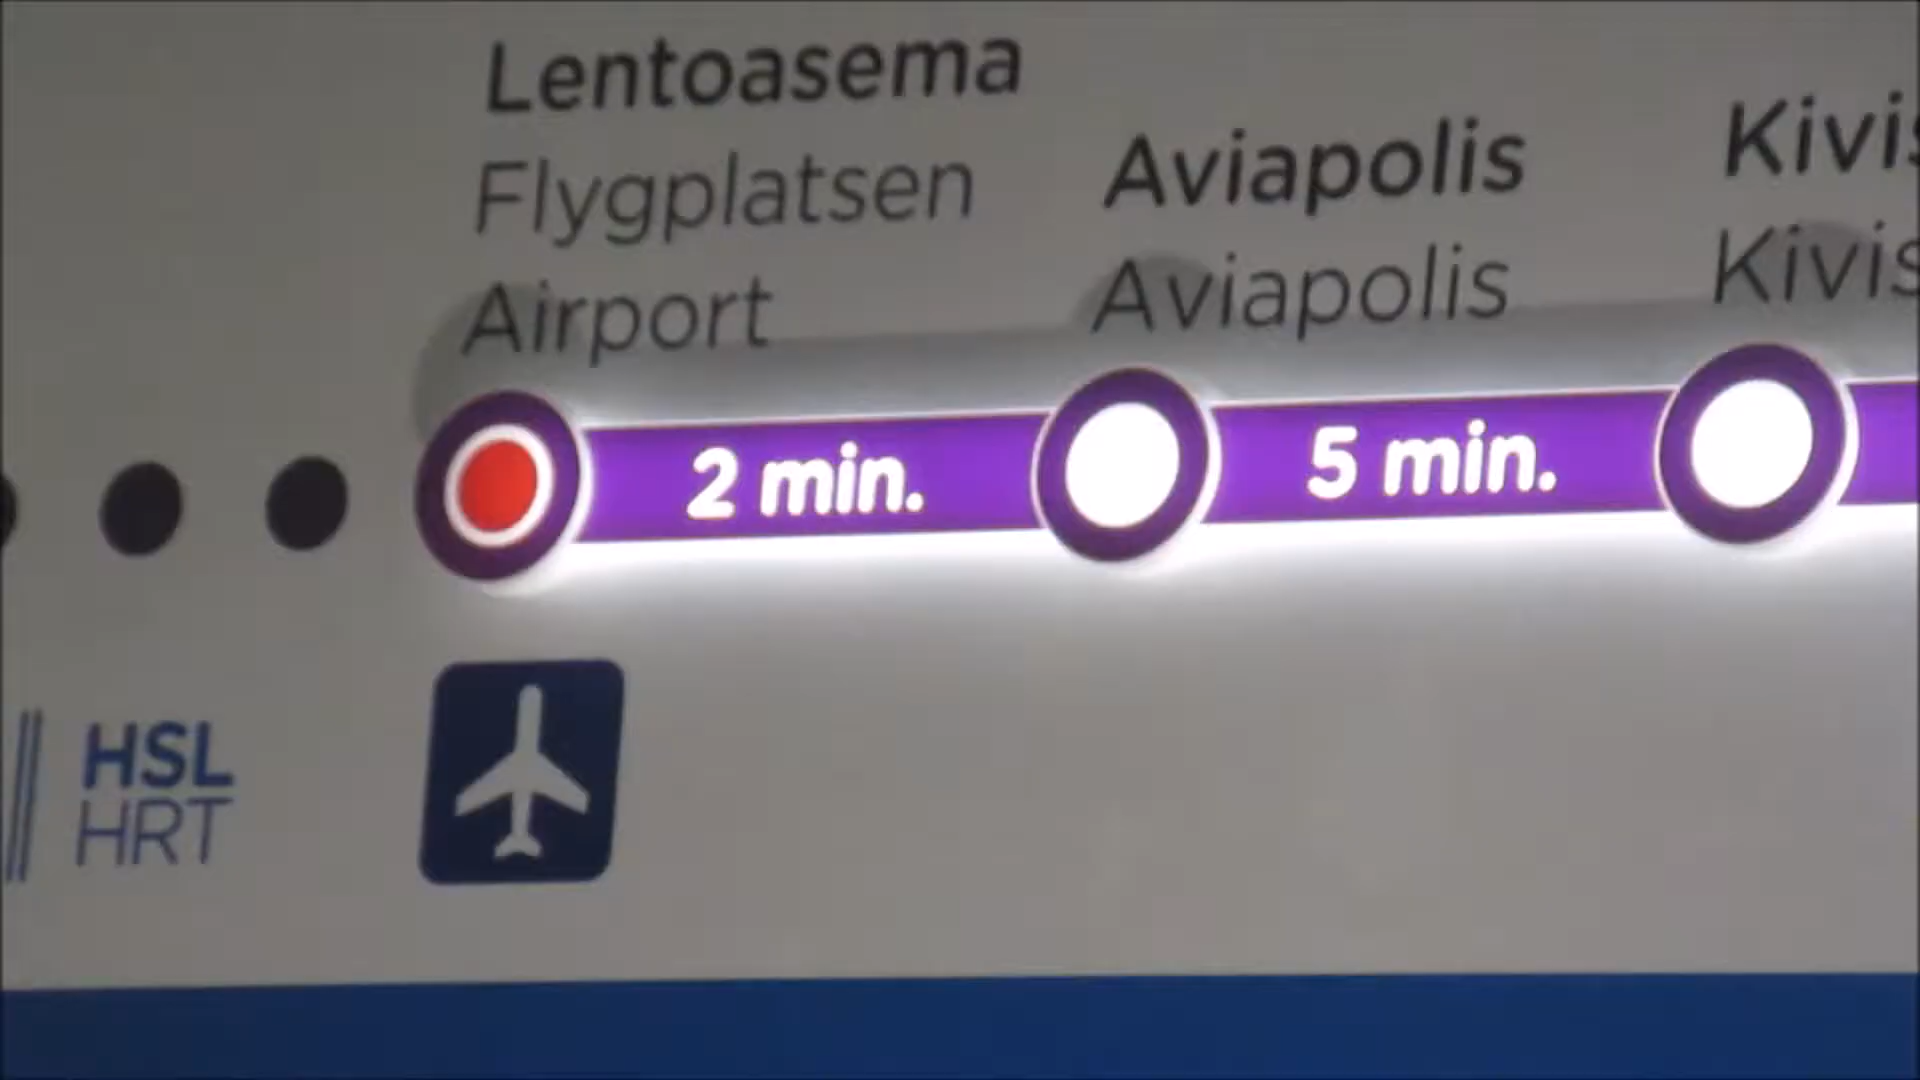 Lentoasema
Flygplatsen
Airport
Aviapolis
Aviapolis
2 min.
5 min.
HSL
HRT